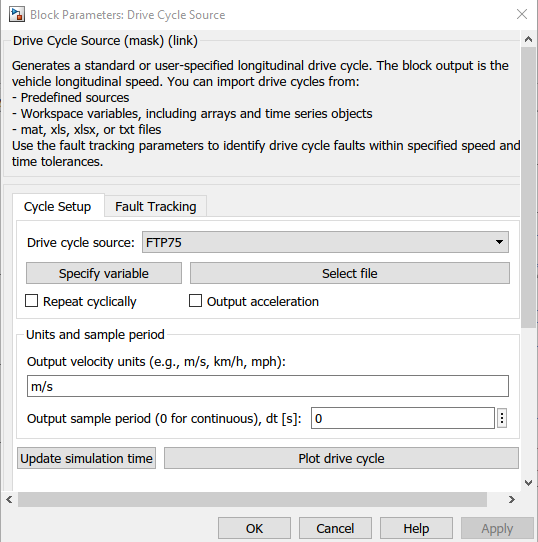 Block Parameters: Drive Cycle Source
Drive Cycle Source (mask) (link)
Generates a standard or user-specified longitudinal drive cycle. The block output is the
vehicle longitudinal speed. You can import drive cycles from:
- Predefined sources
- Workspace variables, including arrays and time series objects
- mat, xls, xlsx, or txt files
Use the fault tracking parameters to identify drive cycle faults within specified speed and
time tolerances.
Cycle Setup Fault Tracking
Drive cycle source: FTP75
Specify variable Select file
Repeat cyclically Output acceleration
Units and sample period
Output velocity units (e.g., m/s, km/h, mph):
m/s
Output sample period (0 for continuous), dt [s]: 0
Update simulation time Plot drive cycle
OK Cancel Help Apply